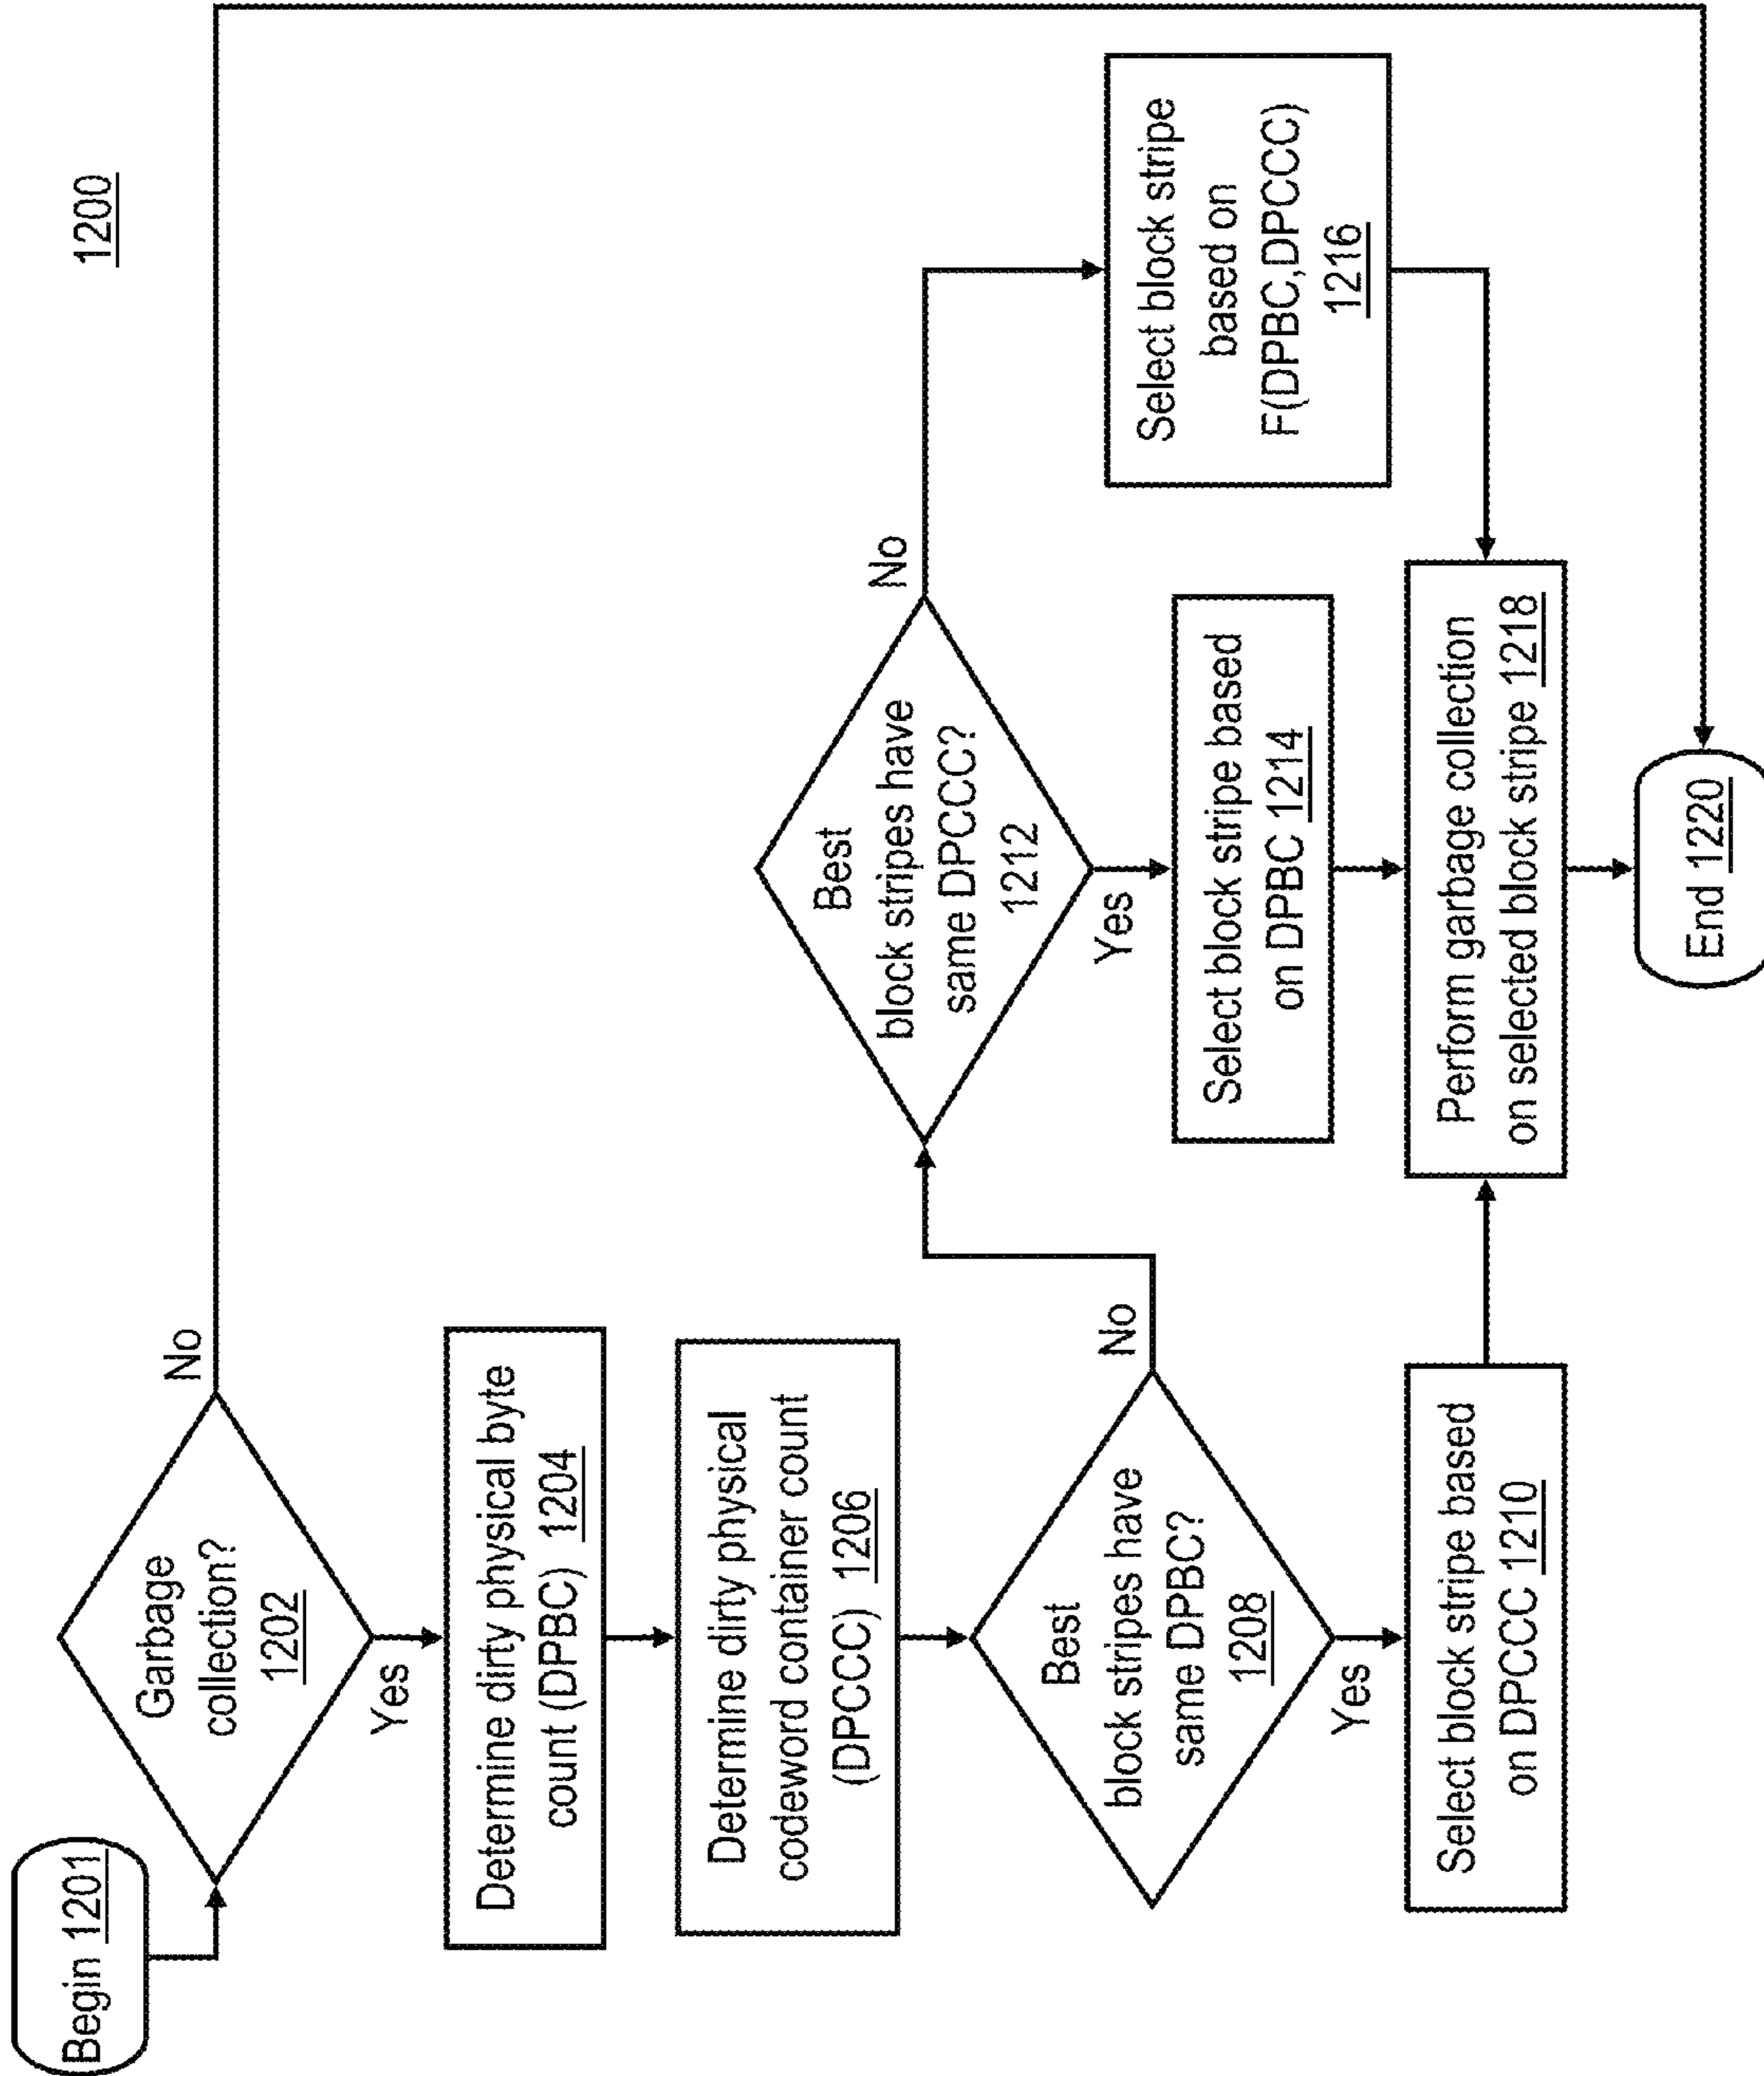 1200
Begin 1201
Garbage
collection?
1202
No
Yes
Determine dirty physical byte
count (DPBC) 1204
Determine dirty physical
codeword container count
(DPCCC) 1206
Best
block stripes have
same DPBC?
1208
No
Yes
Select block stripe based
on DPCCC 1210
Best
block stripes have
same DPCCC?
1212
No
Yes
Select block stripe based
on DPBC 1214
Select block stripe
based on
F(DPBC,DPCCC)
1216
Perform garbage collection
on selected block stripe 1218
End 1220